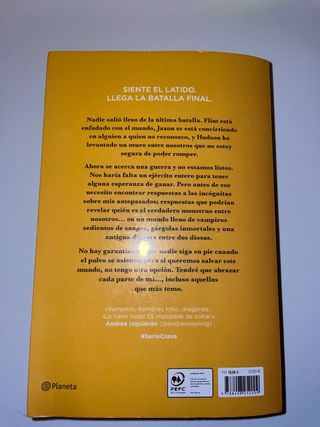 SIENTE EL LATIDO.
LLEGA LA BATALLA FINAL.
Nadie salió ileso de la última batalla. Flint está
enfadado con el mundo, Jaxon se está convirtiendo
en alguien a quien no reconozco, y Hudson ha
levantado un muro entre nosotros que no estoy
segura de poder romper.
Ahora se acerca una guerra y no estamos listos.
Nos haría falta un ejército entero para tener
alguna esperanza de ganar. Pero antes de eso
necesito encontrar respuestas a las incógnitas
sobre mis antepasados; respuestas que podrían
revelar quién es el verdadero monstruo entre
nosotros... en un mundo lleno de vampiros
sedientos de sangre, gárgolas inmortales y una
antigua disputa entre dos diosas.
No hay garantías de que nadie siga en pie cuando
el polvo se asiente, pero si queremos salvar este
mundo, no tengo otra opción. Tendré que abrazar
cada parte de mí..., incluso aquellas
que más temo.
«Vampiros, hombres lobo, dragones...
¡Lo tiene todo! Es imposible de soltar»
Andrea Izquierdo (@andreorowling)
#SerieCrave
Planeta
PEFC